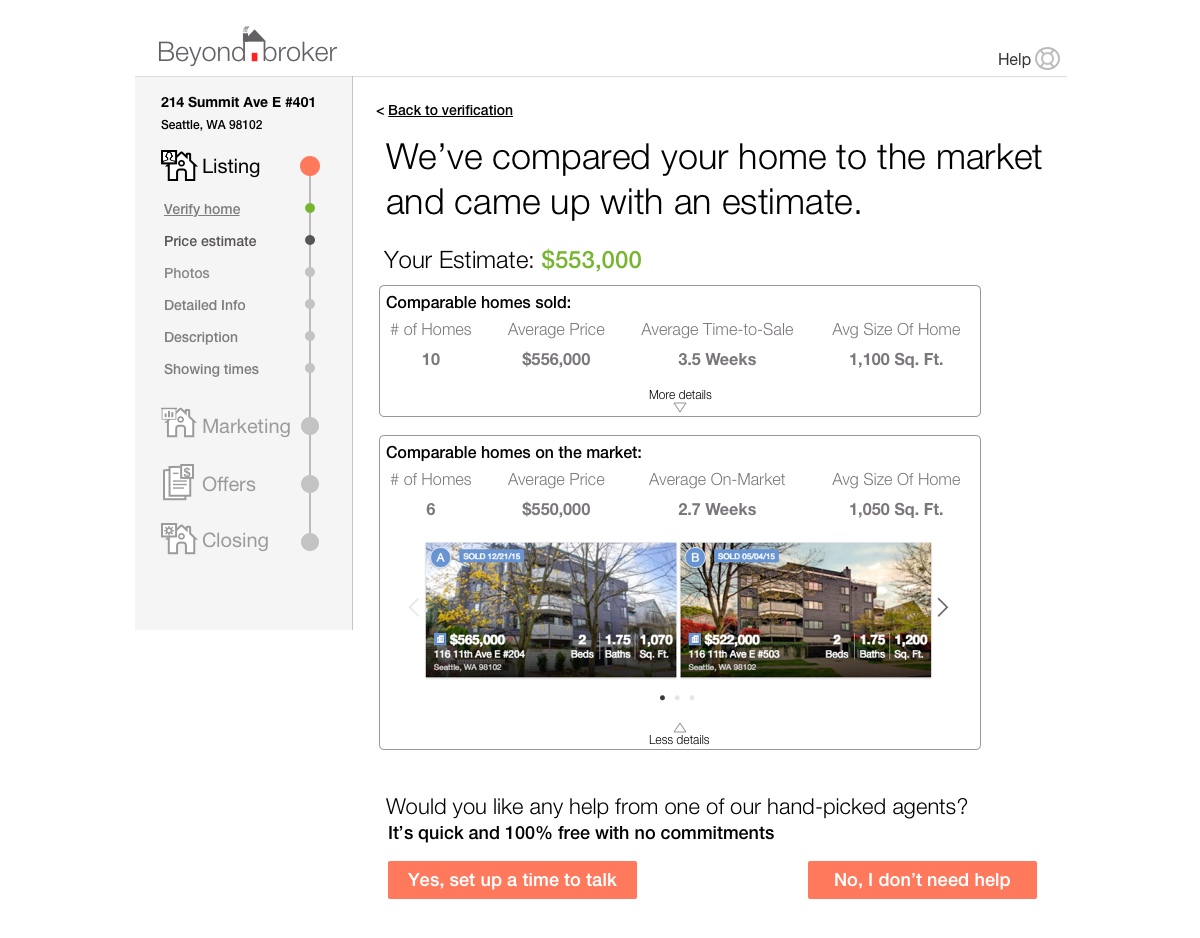 Beyond broker
Help
214 Summit Ave E #401
Seattle, WA 98102
Listing
Verify home
Price estimate
Photos
Detailed Info
Description
Showing times
Marketing
Offers
Closing
< Back to verification
We’ve compared your home to the market
and came up with an estimate.
Your Estimate: $553,000
Comparable homes sold:
# of Homes Average Price Average Time-to-Sale Avg Size Of Home
10 $556,000 3.5 Weeks 1,100 Sq. Ft.
More details
Comparable homes on the market:
# of Homes Average Price Average On-Market Avg Size Of Home
6 $550,000 2.7 Weeks 1,050 Sq. Ft.
A SOLD 12/21/15
$565,000 2 1.75 1,070
116 11th Ave E #204 Beds Baths Sq. Ft.
Seattle, WA 98102
B SOLD 05/04/15
$522,000 2 1.75 1,200
116 11th Ave E #503 Beds Baths Sq. Ft.
Seattle, WA 98102
Less details
Would you like any help from one of our hand-picked agents?
It’s quick and 100% free with no commitments
Yes, set up a time to talk
No, I don’t need help